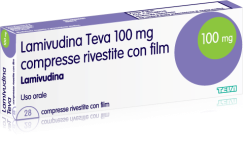 Lamivudina Teva 100 mg
compresse rivestite con film
Lamivudina
Uso orale
28 compresse rivestite con film
100 mg
TEVA